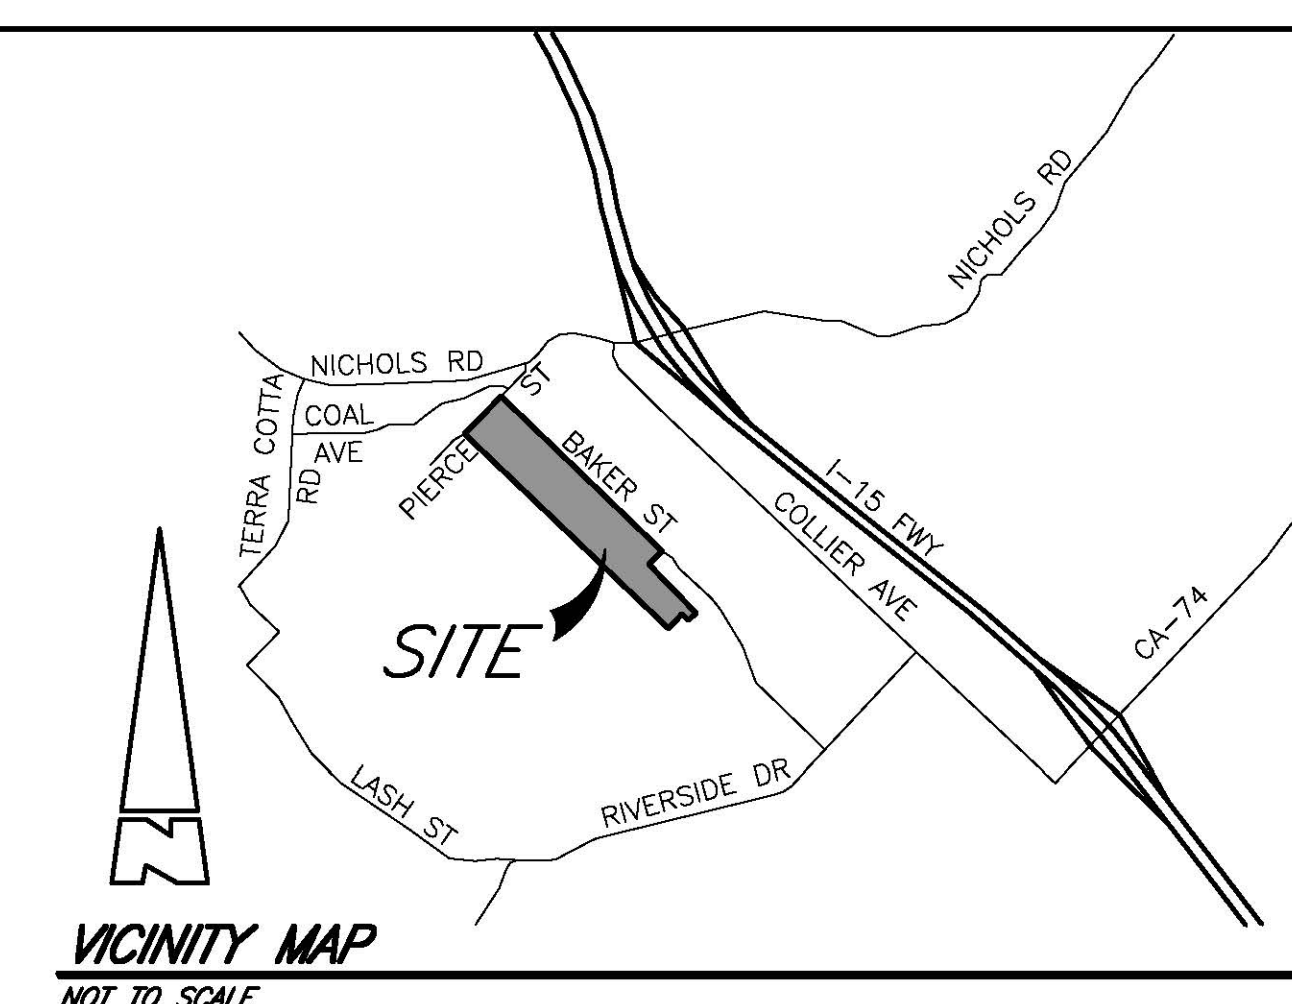 NICHOLS RD
NICHOLS RD
ST
TERRA COTTA
RD
COAL
AVE
PIERCE
BAKER ST
I-15 FWY
COLLIER AVE
CA-74
SITE
LASH ST
RIVERSIDE DR
N
VICINITY MAP
NOT TO SCALE